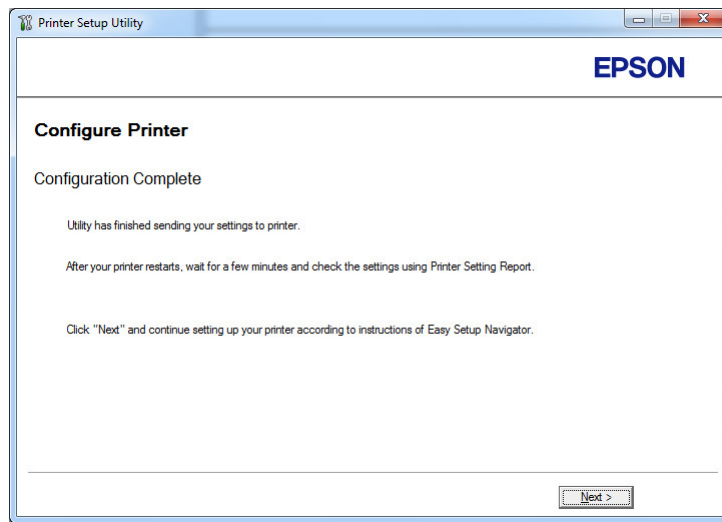 Printer Setup Utility
EPSON
Configure Printer
Configuration Complete
Utility has finished sending your settings to printer.
After your printer restarts, wait for a few minutes and check the settings using Printer Setting Report.
Click "Next" and continue setting up your printer according to instructions of Easy Setup Navigator.
Next >